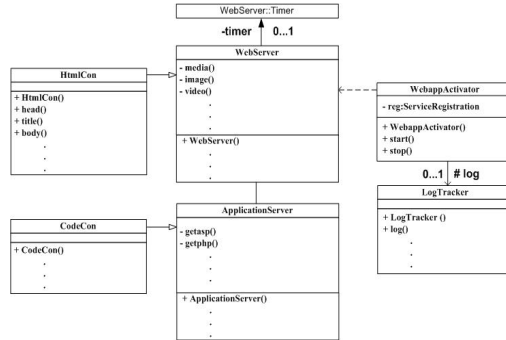 WebServer::Timer
-timer 0...1
WebServer
- media()
- image()
- video()
.
.
.
+ WebServer()
.
.
.
HtmlCon
+ HtmlCon()
+ head()
+ title()
+ body()
.
.
.
WebappActivator
- reg:ServiceRegistration
+ WebappActivator()
+ start()
+ stop()
0...1 # log
LogTracker
+ LogTracker ()
+ log()
.
.
.
ApplicationServer
- getasp()
- getphp()
.
.
.
+ ApplicationServer()
.
.
.
CodeCon
+ CodeCon()
.
.
.